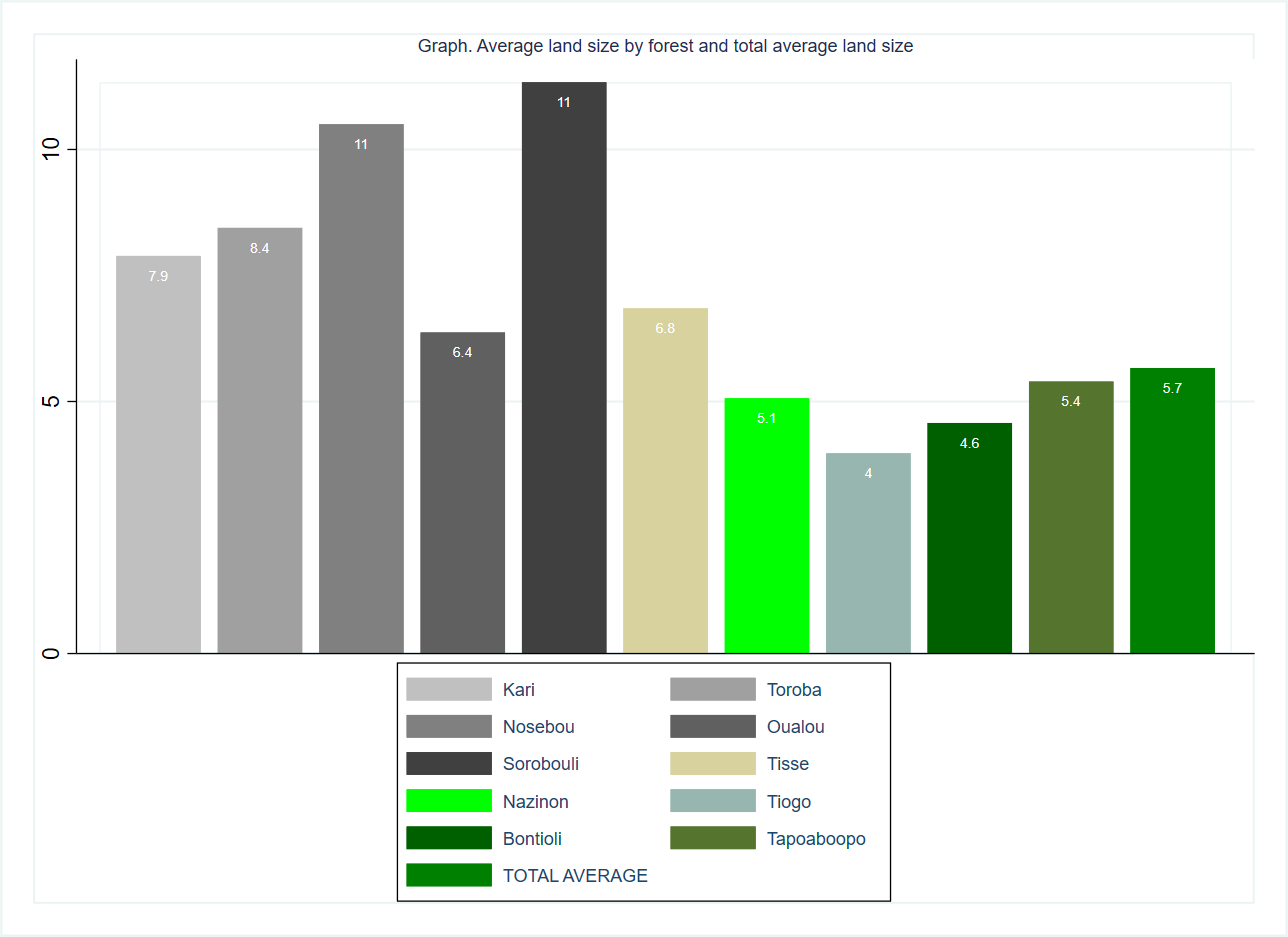 Graph. Average land size by forest and total average land size
10
5
0
7.9
8.4
11
6.4
11
6.8
5.1
4
4.6
5.4
5.7
Kari
Toroba
Nosebou
Oualou
Sorobouli
Tisse
Nazinon
Tiogo
Bontioli
Tapoaboopo
TOTAL AVERAGE